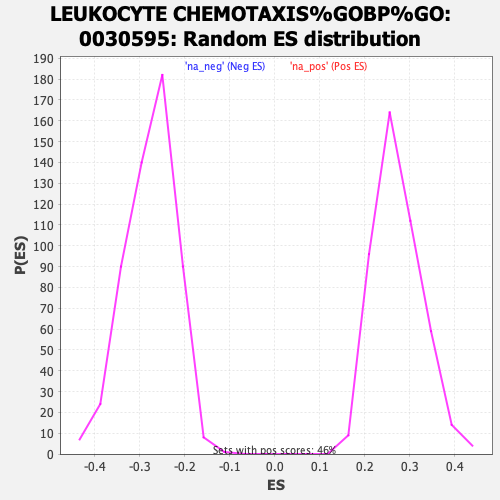 LEUKOCYTE CHEMOTAXIS%GOBP%GO:
0030595: Random ES distribution
'na_neg' (Neg ES) 'na_pos' (Pos ES)
190
180
170
160
150
140
130
120
110
100
90
80
70
60
50
40
30
20
10
0
P(ES)
Sets with pos scores: 46%
-0.4 -0.3 -0.2 -0.1 0.0 0.1 0.2 0.3 0.4
ES